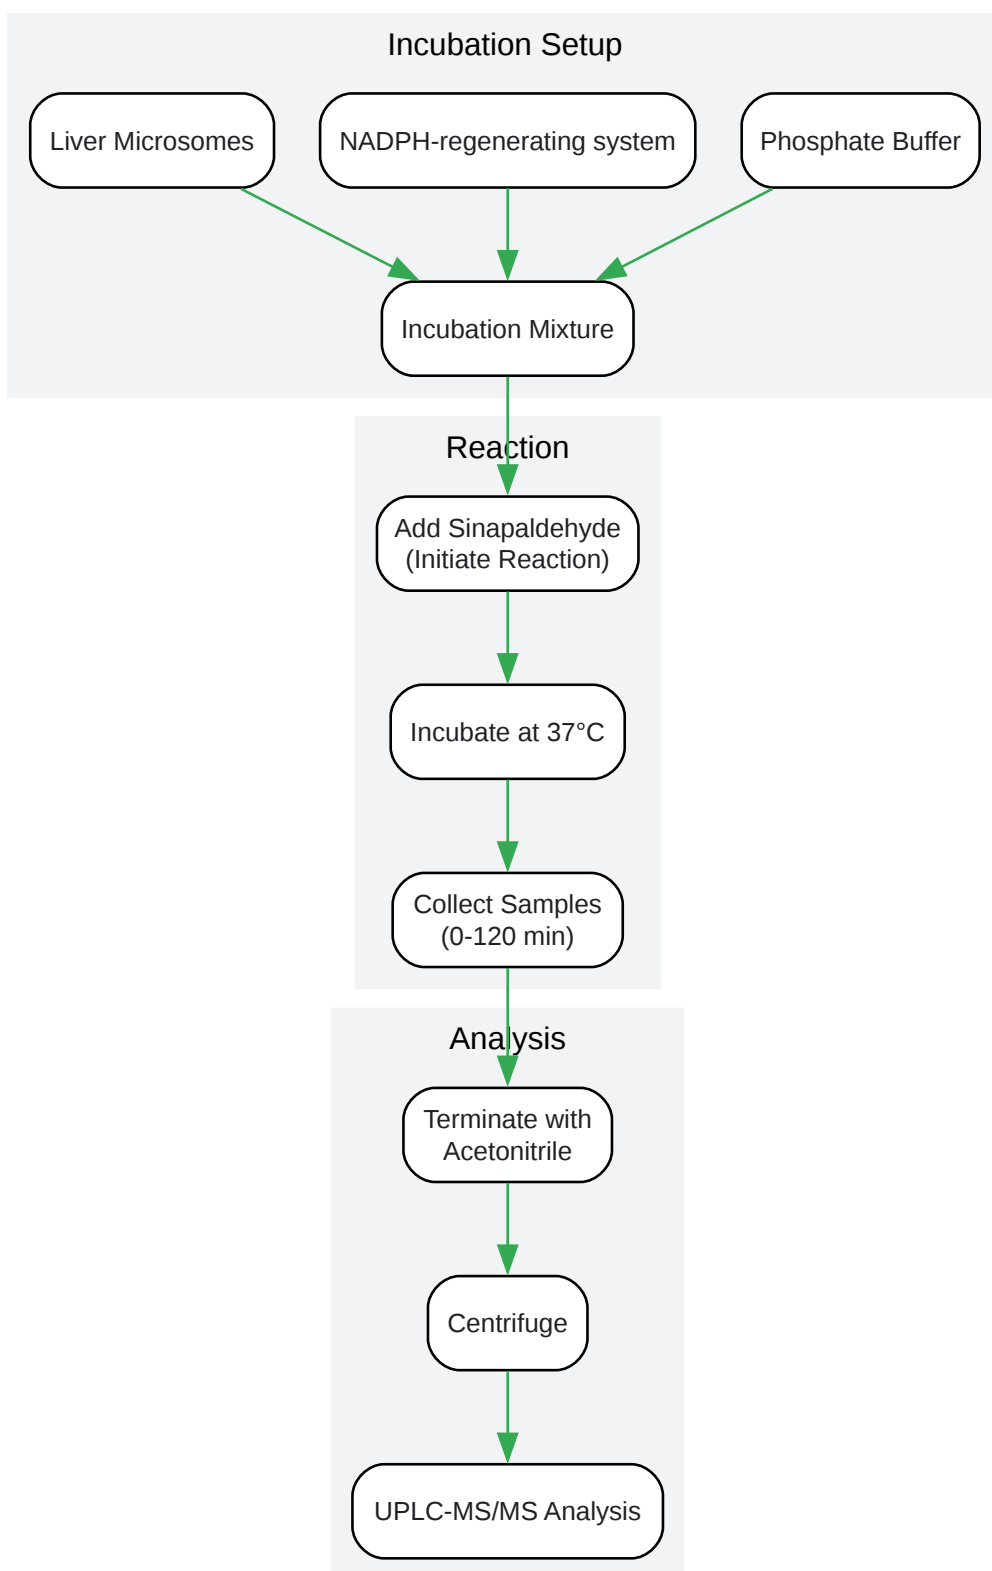 Incubation Setup
Liver Microsomes
NADPH-regenerating system
Phosphate Buffer
Incubation Mixture
Reaction
Add Sinapaldehyde
(Initiate Reaction)
Incubate at 37°C
Collect Samples
(0-120 min)
Analysis
Terminate with
Acetonitrile
Centrifuge
UPLC-MS/MS Analysis